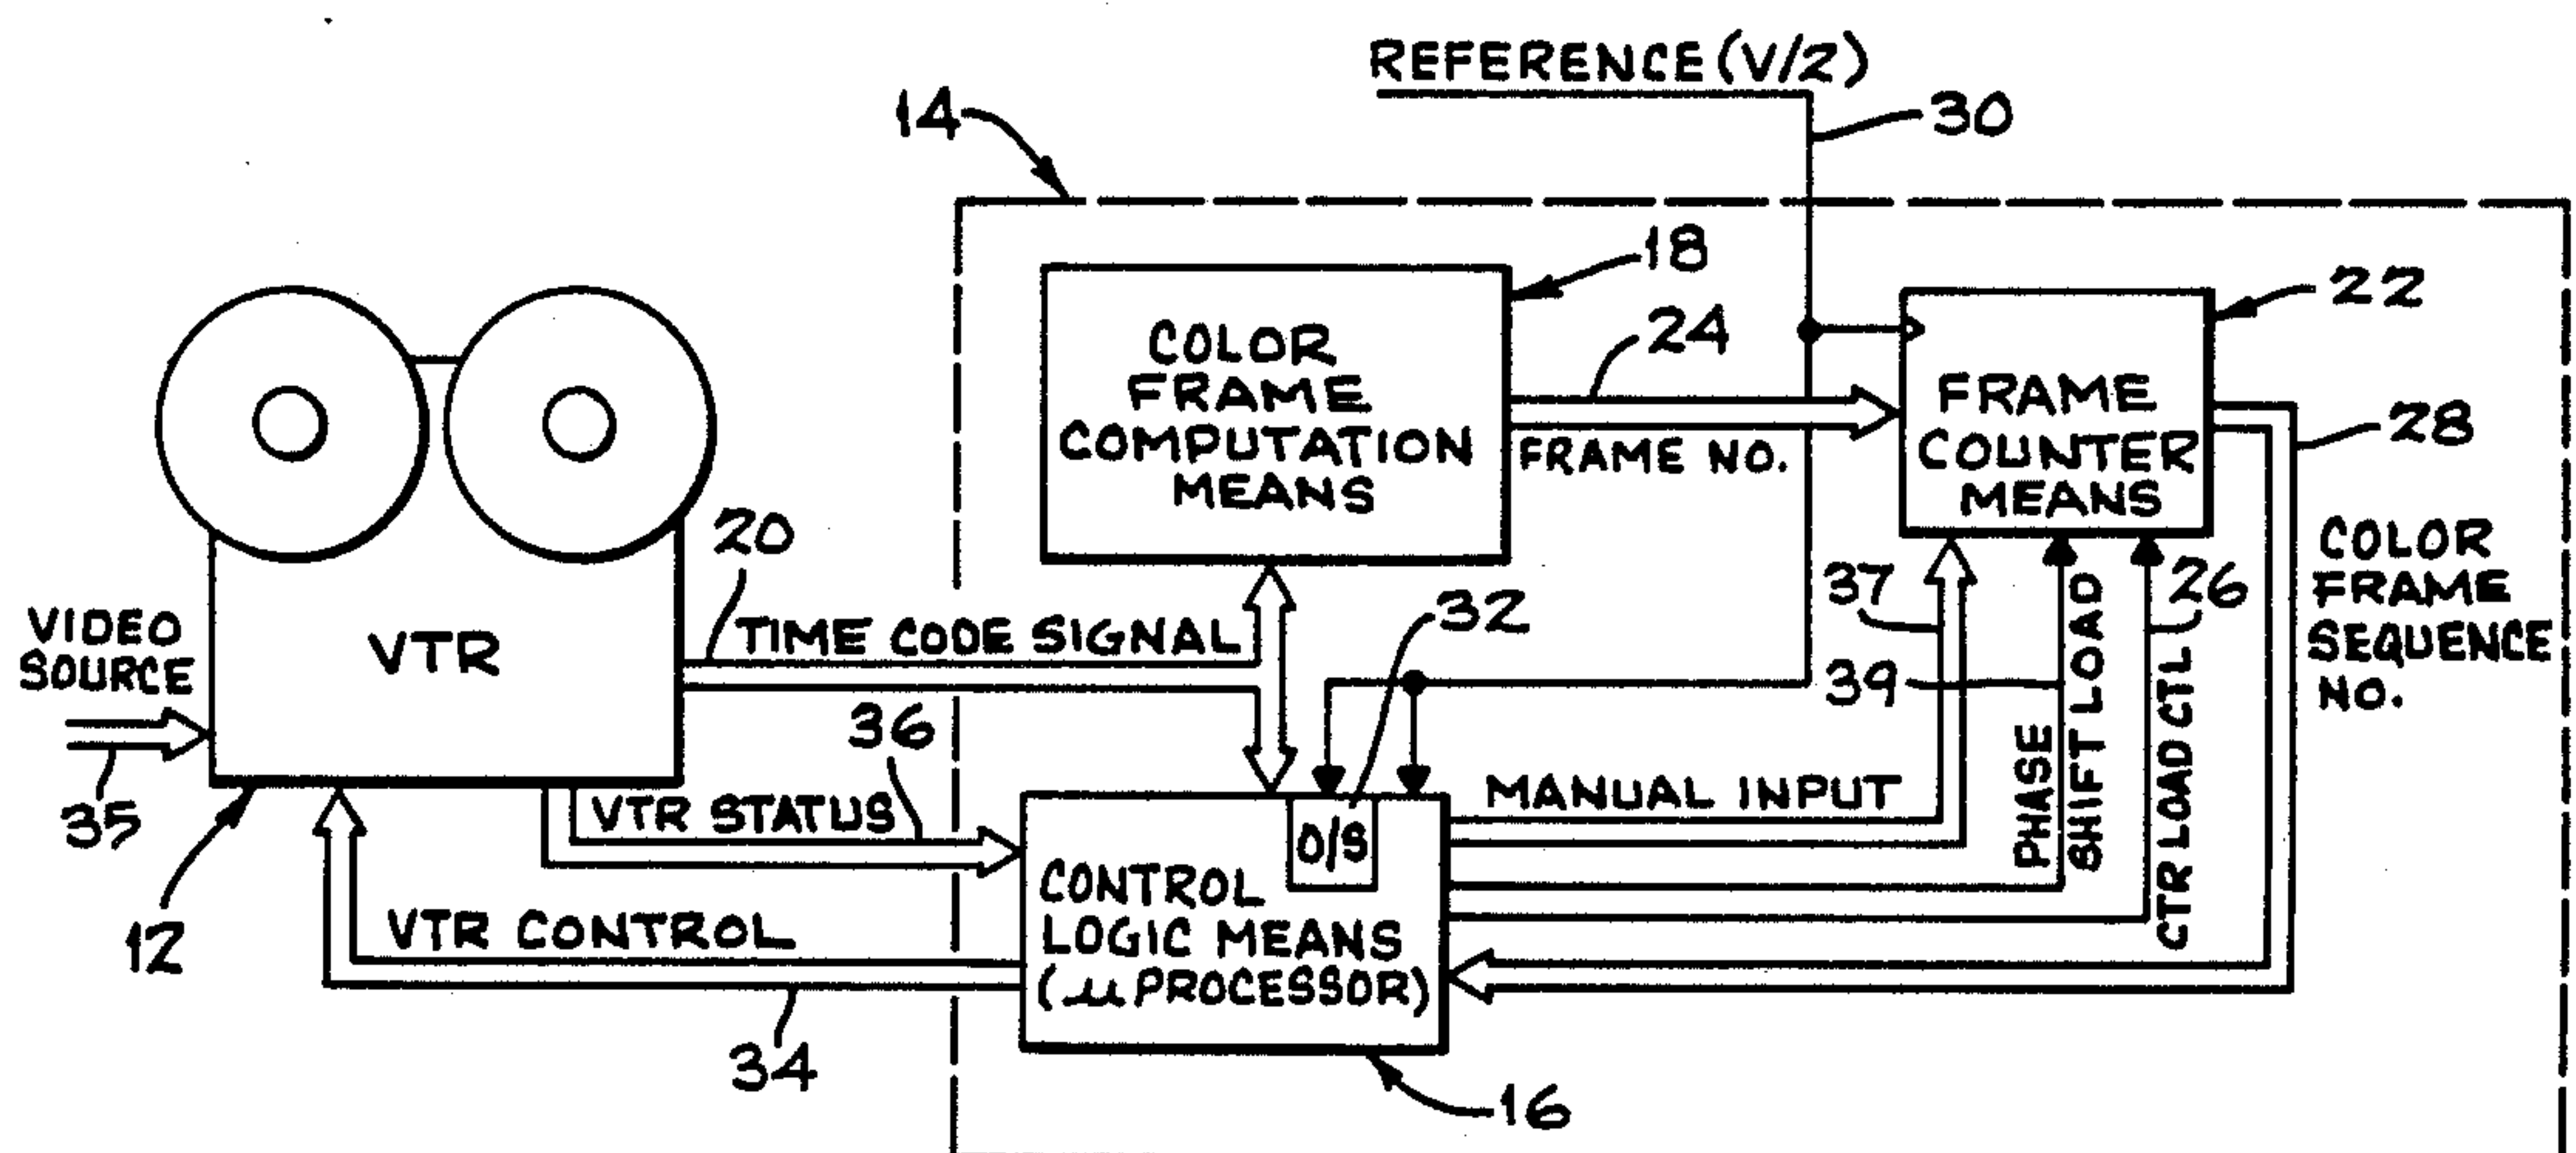 REFERENCE (V/2)
14
30
18
22
24
28
COLOR
FRAME
COMPUTATION
MEANS
FRAME NO.
FRAME
COUNTER
MEANS
COLOR
FRAME
SEQUENCE
NO.
20
TIME CODE SIGNAL
32
37
39
26
VIDEO
SOURCE
35
VTR
12
36
VTR STATUS
VTR CONTROL
34
O/S
CONTROL
LOGIC MEANS
(μ PROCESSOR)
16
MANUAL INPUT
PHASE
SHIFT LOAD
CTR LOAD CTL